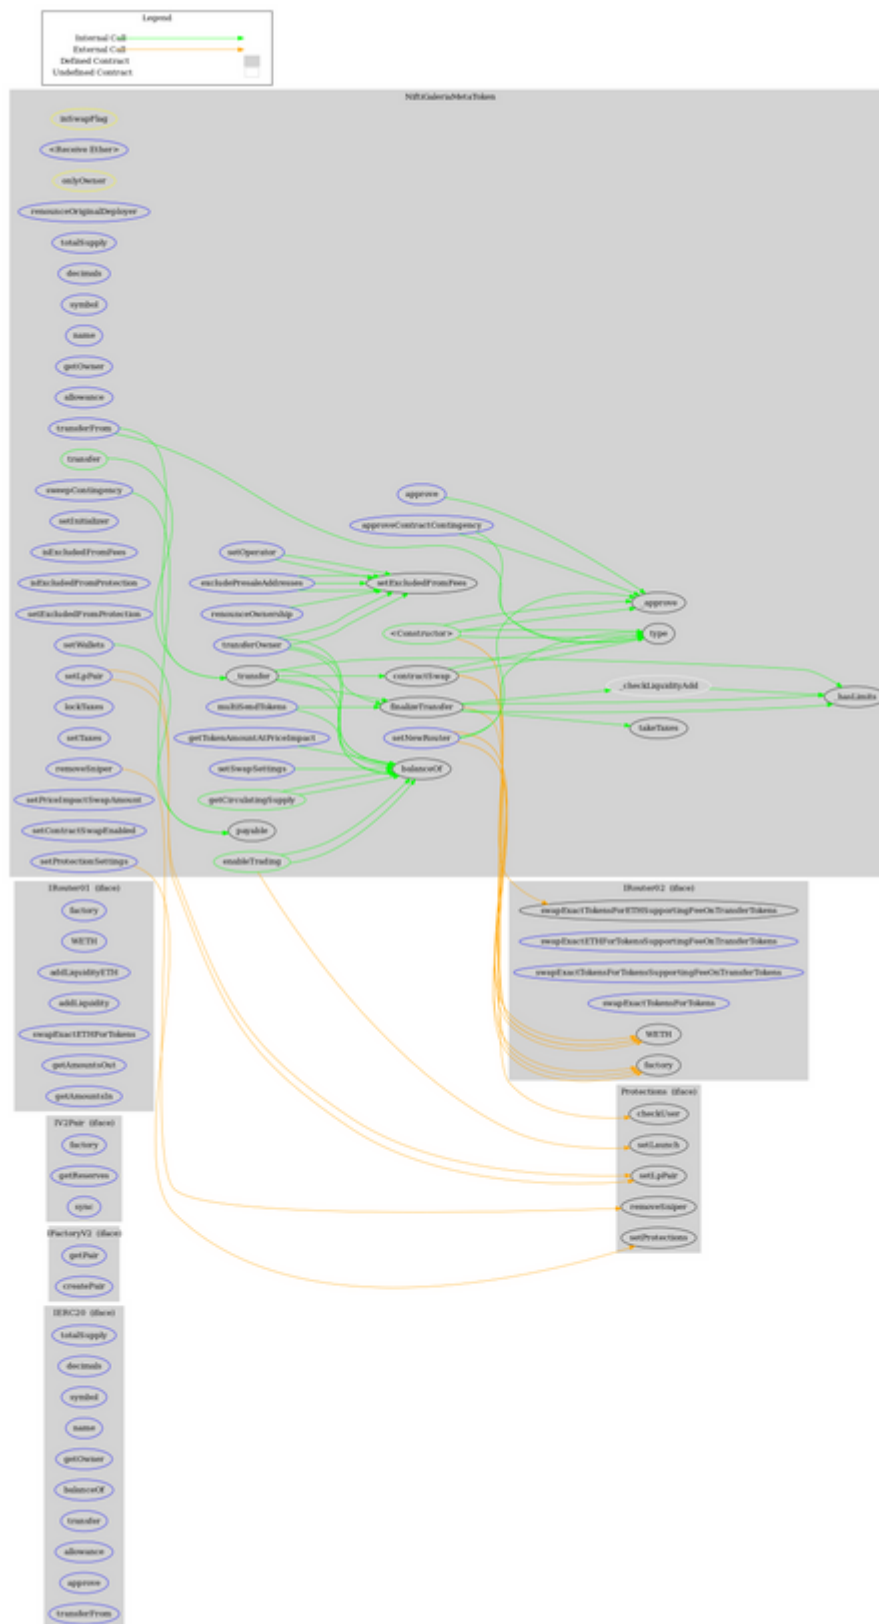 Legend
Internal Call
External Call
Defined Contract
Undefined Contract
NiftiGaleriaMetaToken
inSwapFlag
<Receive Ether>
onlyOwner
renounceOriginalDeployer
totalSupply
decimals
symbol
name
getOwner
allowance
transferFrom
transfer
sweepContingency
setInitializer
isExcludedFromFees
isExcludedFromProtection
setExcludedFromProtection
setWallets
setLpPair
lockTaxes
setTaxes
removeSniper
setPriceImpactSwapAmount
setContractSwapEnabled
setProtectionSettings
setOperator
excludePresaleAddresses
renounceOwnership
transferOwner
_transfer
multiSendTokens
getTokenAmountAtPriceImpact
setSwapSettings
getCirculatingSupply
payable
enableTrading
approve
approveContractContingency
setExcludedFromFees
<Constructor>
contractSwap
finalizeTransfer
setNewRouter
balanceOf
_approve
type
_checkLiquidityAdd
takeTaxes
_hasLimits
IRouter01 (iface)
factory
WETH
addLiquidityETH
addLiquidity
swapExactETHForTokens
getAmountsOut
getAmountsIn
IRouter02 (iface)
swapExactTokensForETHSupportingFeeOnTransferTokens
swapExactETHForTokensSupportingFeeOnTransferTokens
swapExactTokensForTokensSupportingFeeOnTransferTokens
swapExactTokensForTokens
WETH
factory
Protections (iface)
checkUser
setLaunch
setLpPair
removeSniper
setProtections
IV2Pair (iface)
factory
getReserves
sync
IFactoryV2 (iface)
getPair
createPair
IERC20 (iface)
totalSupply
decimals
symbol
name
getOwner
balanceOf
transfer
allowance
approve
transferFrom